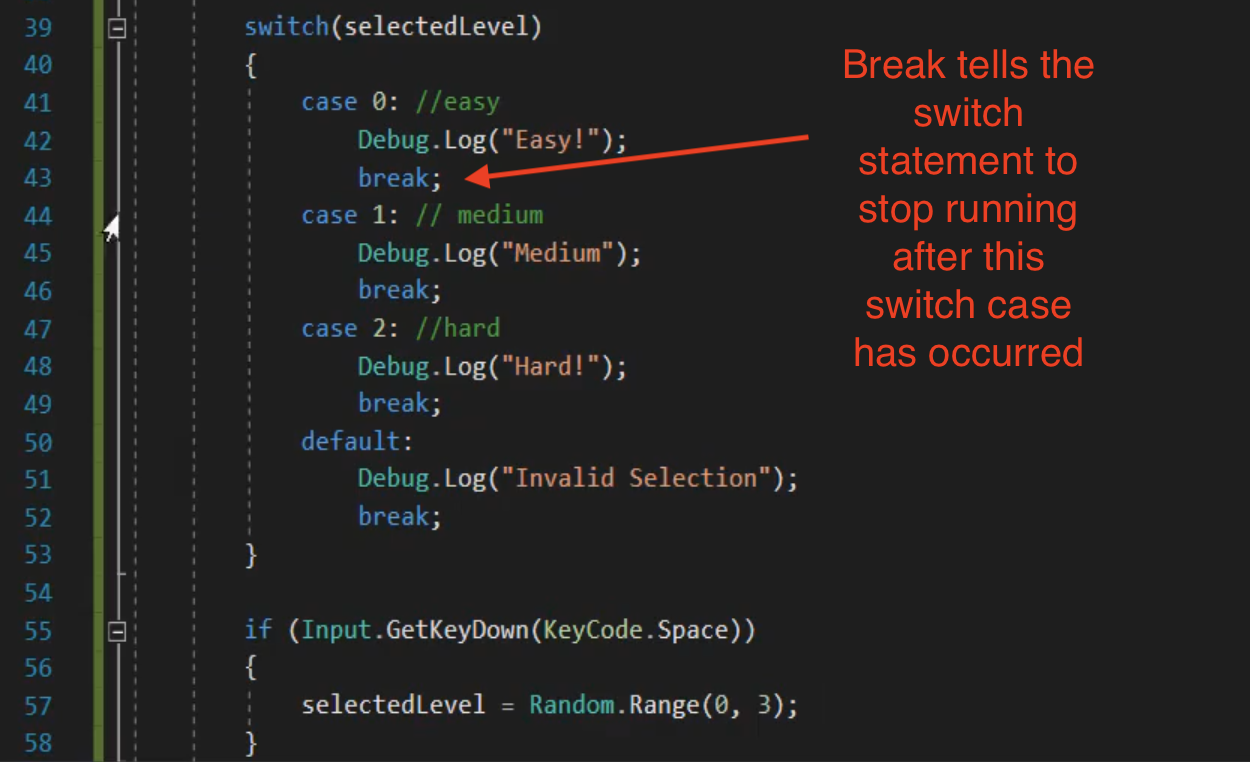 39 switch(selectedLevel)
40 {
41 case 0: //easy
42 Debug.Log("Easy!");
43 break;
44 case 1: // medium
45 Debug.Log("Medium");
46 break;
47 case 2: //hard
48 Debug.Log("Hard!");
49 break;
50 default:
51 Debug.Log("Invalid Selection");
52 break;
53 }
54
55 if (Input.GetKeyDown(KeyCode.Space))
56 {
57 selectedLevel = Random.Range(0, 3);
58 }
Break tells the
switch
statement to
stop running
after this
switch case
has occurred